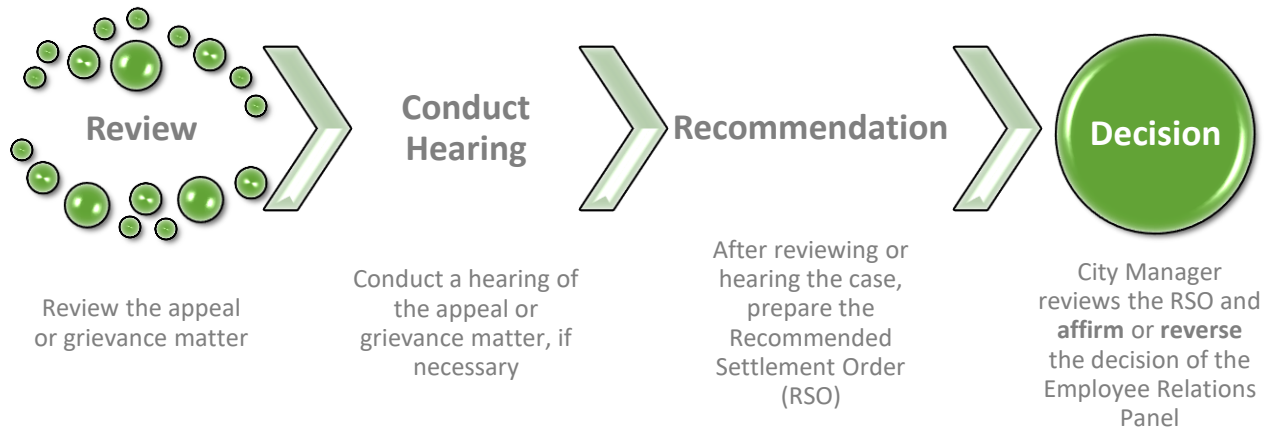 Review
Review the appeal
or grievance matter
Conduct
Hearing
Conduct a hearing of
the appeal or
grievance matter, if
necessary
Recommendation
After reviewing or
hearing the case,
prepare the
Recommended
Settlement Order
(RSO)
Decision
City Manager
reviews the RSO and
affirm or reverse
the decision of the
Employee Relations
Panel